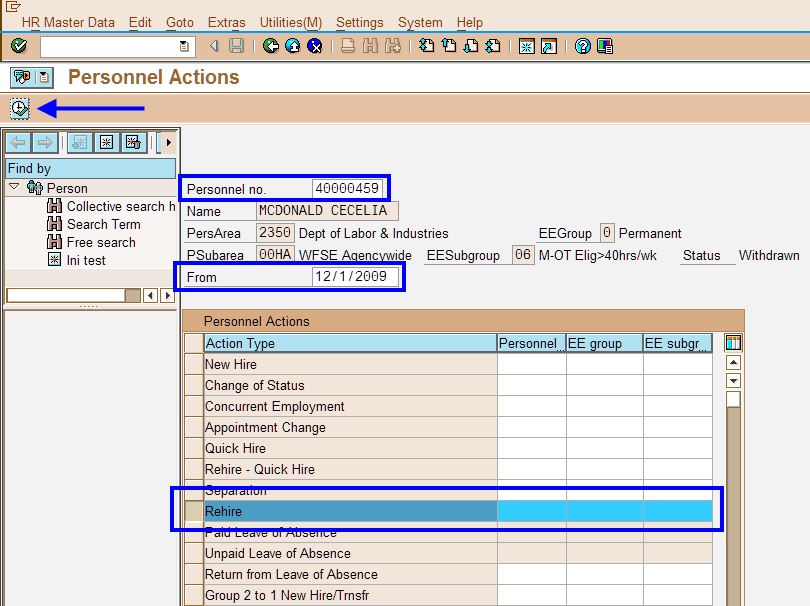 HR Master Data Edit Goto Extras Utilities(M) Settings System Help
Personnel Actions
Find by
Person
Collective search h
Search Term
Free search
Ini test
Personnel no. 40000459
Name MCDONALD CECELIA
PersArea 2350 Dept of Labor & Industries EEGroup 0 Permanent
PSubarea 00HA WFSE Agencywide EESubgroup 06 M-OT Elig>40hrs/wk Status Withdrawn
From 12/1/2009
Personnel Actions
Action Type Personnel... EE group EE subgr...
New Hire
Change of Status
Concurrent Employment
Appointment Change
Quick Hire
Rehire - Quick Hire
Separation
Rehire
Paid Leave of Absence
Unpaid Leave of Absence
Return from Leave of Absence
Group 2 to 1 New Hire/Trnsfr